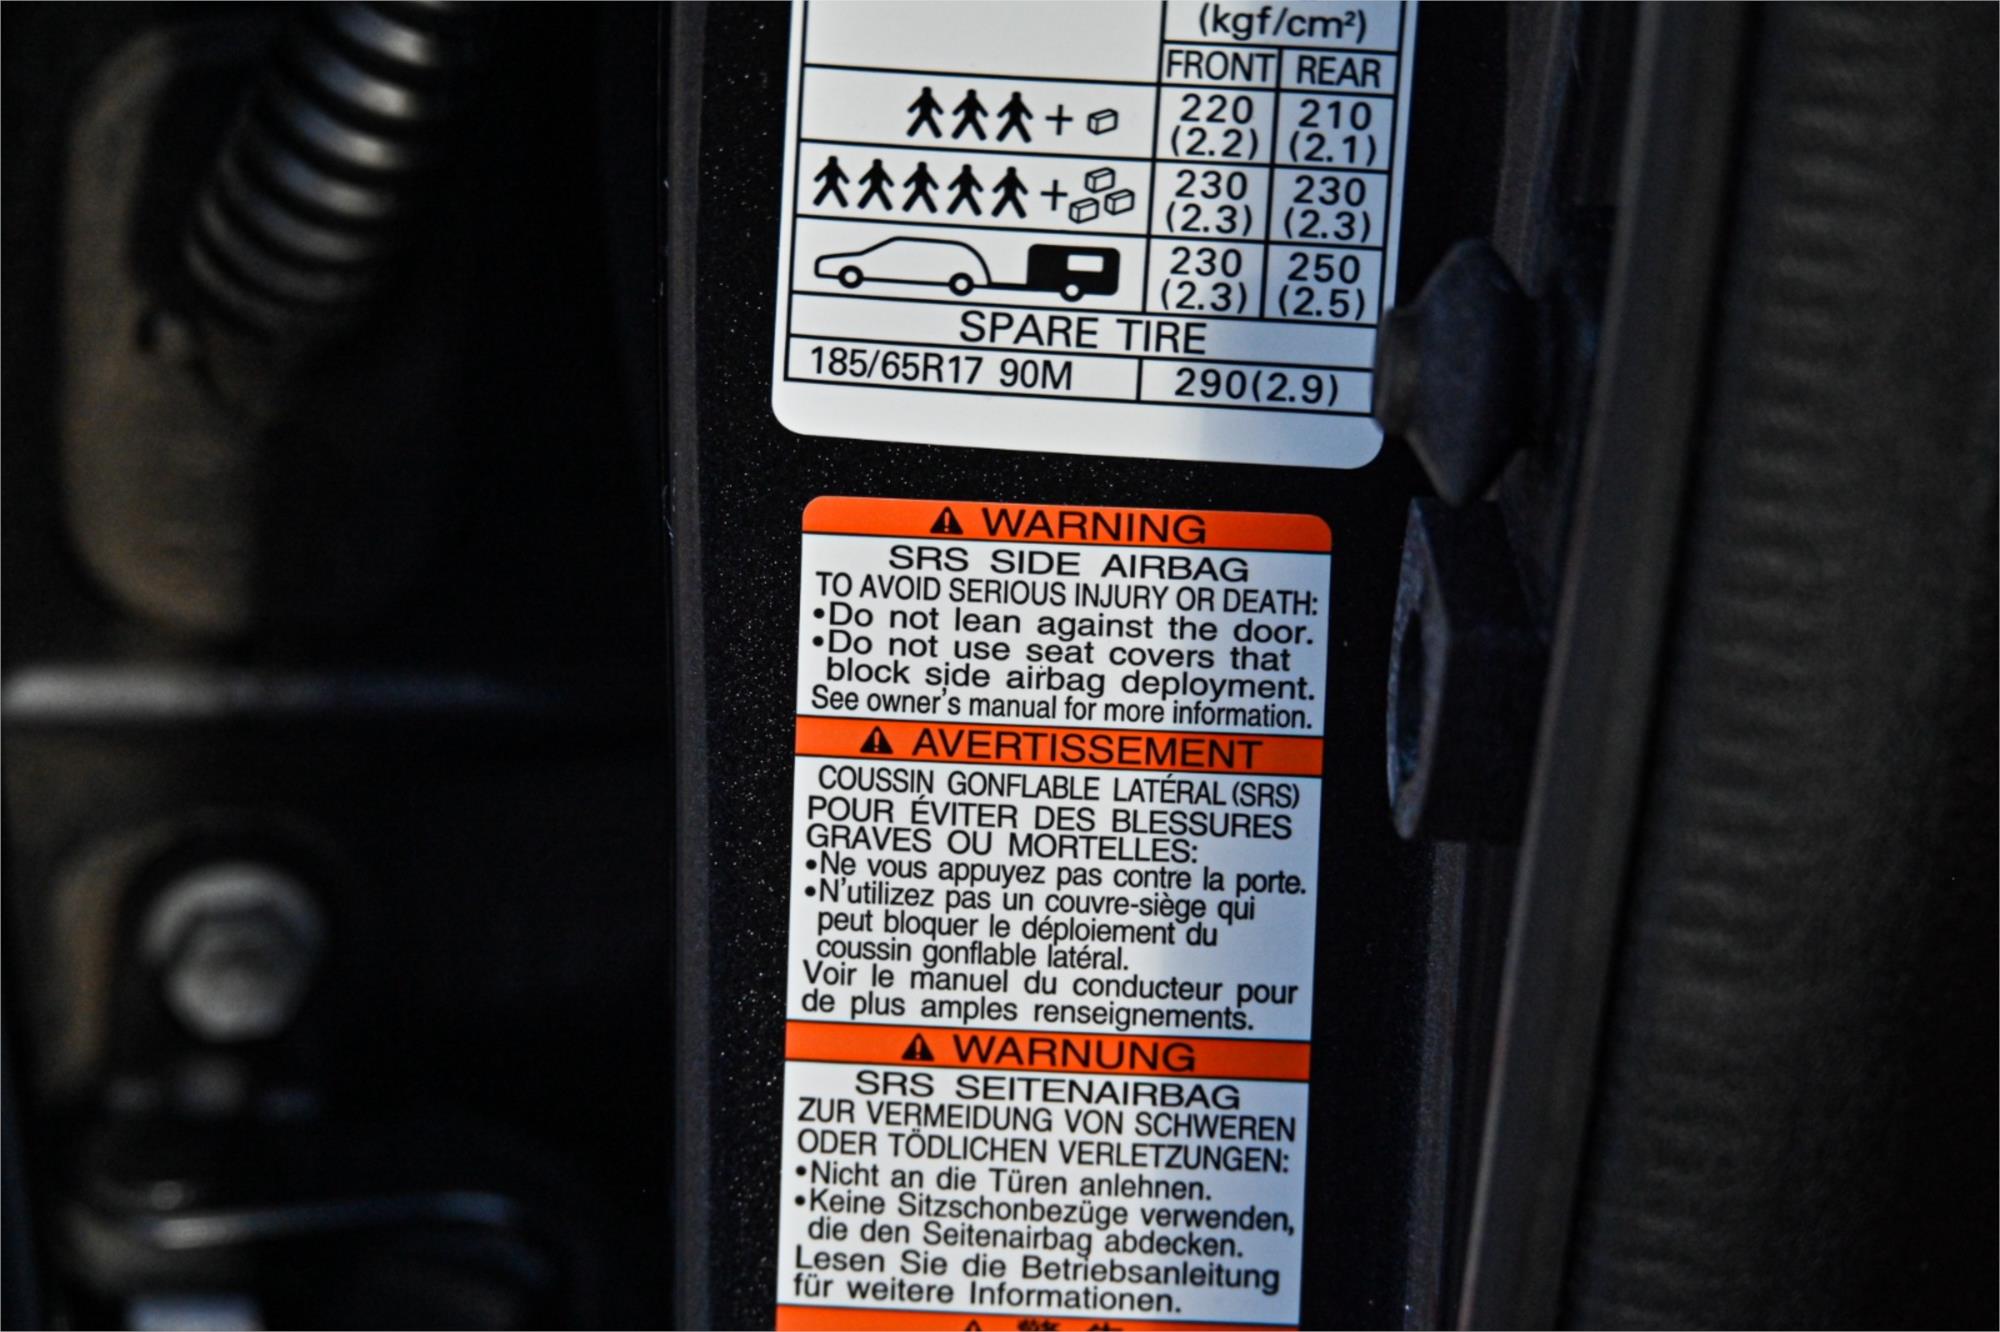 (kgf/cm²)
FRONT REAR
+ 220 210
(2.2) (2.1)
+ 230 230
(2.3) (2.3)
230 250
(2.3) (2.5)
SPARE TIRE
185/65R17 90M 290(2.9)
WARNING
SRS SIDE AIRBAG
TO AVOID SERIOUS INJURY OR DEATH:
•Do not lean against the door.
•Do not use seat covers that
block side airbag deployment.
See owner's manual for more information.
AVERTISSEMENT
COUSSIN GONFLABLE LATÉRAL (SRS)
POUR ÉVITER DES BLESSURES
GRAVES OU MORTELLES:
•Ne vous appuyez pas contre la porte.
•N'utilizez pas un couvre-siège qui
peut bloquer le déploiement du
coussin gonflable latéral.
Voir le manuel du conducteur pour
de plus amples renseignements.
WARNUNG
SRS SEITENAIRBAG
ZUR VERMEIDUNG VON SCHWEREN
ODER TÖDLICHEN VERLETZUNGEN:
•Nicht an die Türen anlehnen.
•Keine Sitzschonbezüge verwenden,
die den Seitenairbag abdecken.
Lesen Sie die Betriebsanleitung
für weitere Informationen.